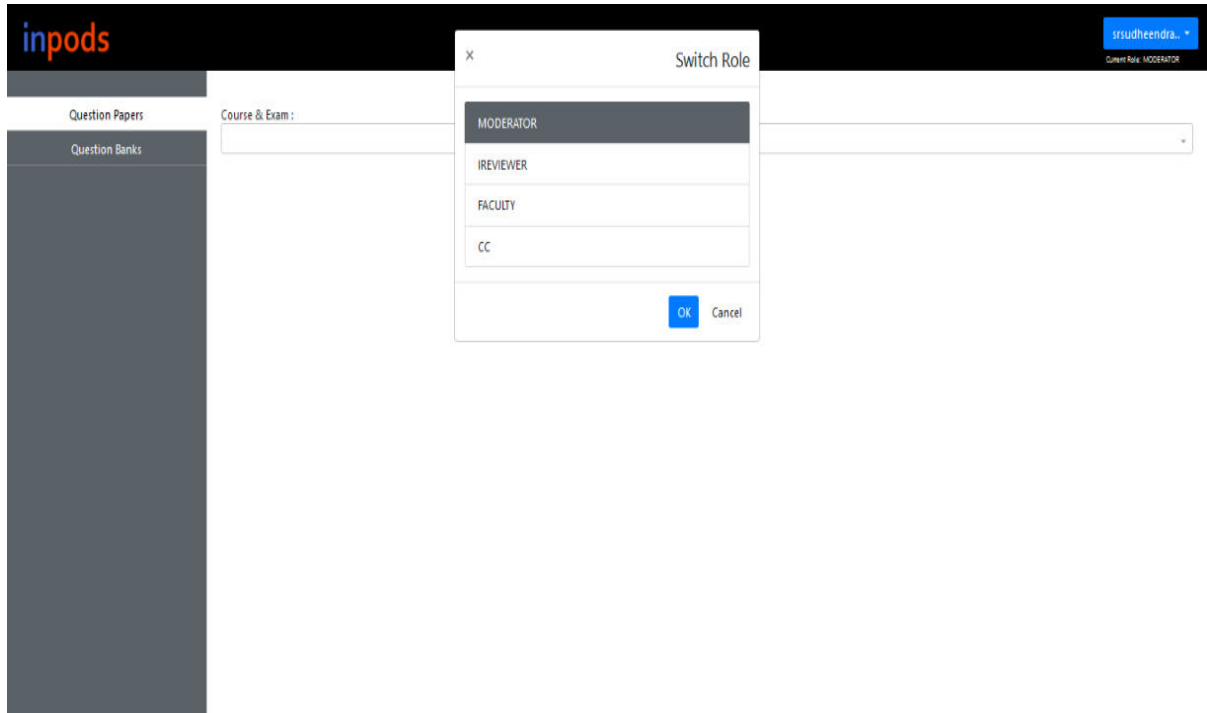 inpods
srsudheendra..
Current Role: MODERATOR
× Switch Role
Question Papers
Question Banks
Course & Exam :
MODERATOR
IREVIEWER
FACULTY
CC
OK Cancel